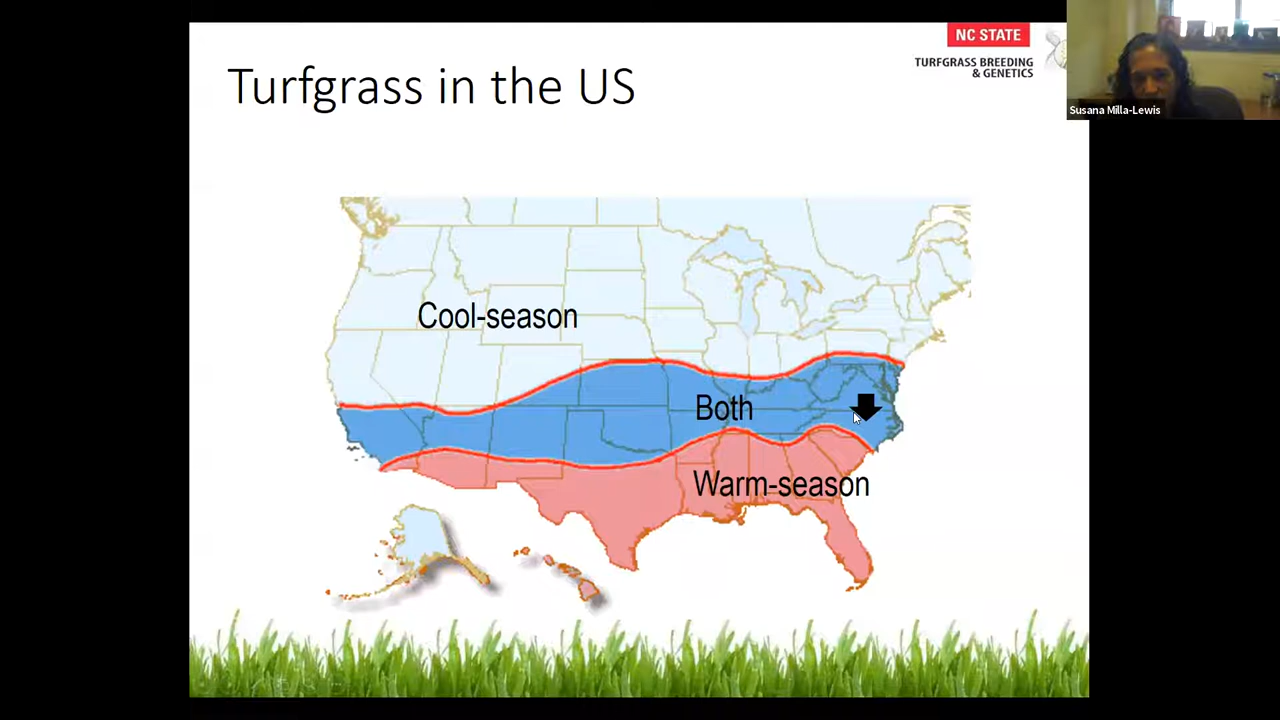 NC STATE
TURFGRASS BREEDING
& GENETICS
Turfgrass in the US
Susana Milla-Lewis
Cool-season
Both
Warm-season